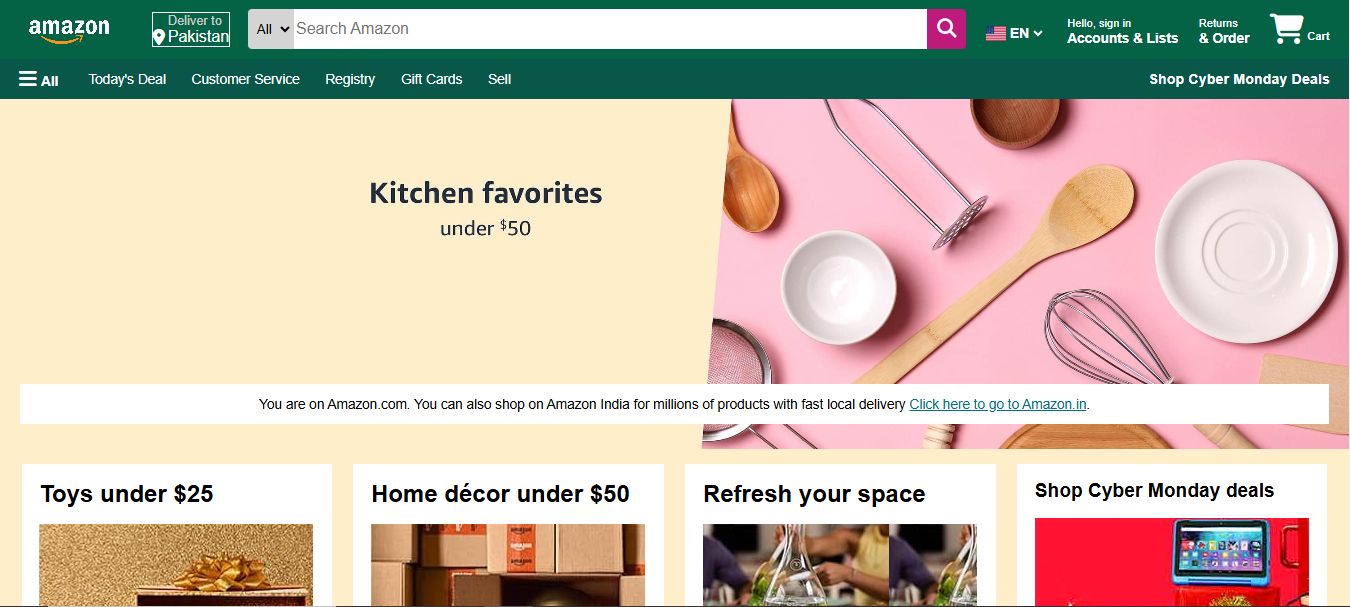 amazon
Deliver to
Pakistan
All
Search Amazon
EN
Hello, sign in
Accounts & Lists
Returns
& Order
Cart
All
Today's Deal
Customer Service
Registry
Gift Cards
Sell
Shop Cyber Monday Deals
Kitchen favorites
under $50
You are on Amazon.com. You can also shop on Amazon India for millions of products with fast local delivery Click here to go to Amazon.in.
Toys under $25
Home décor under $50
Refresh your space
Shop Cyber Monday deals